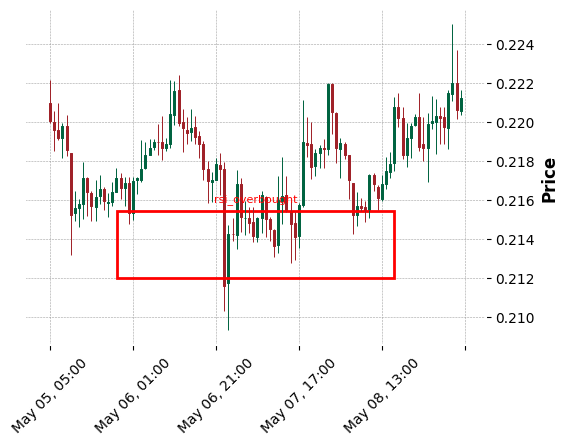 0.224
0.222
0.220
0.218
0.216
0.214
0.212
0.210
Price
rsi_overbought
May 05, 05:00
May 06, 01:00
May 06, 21:00
May 07, 17:00
May 08, 13:00